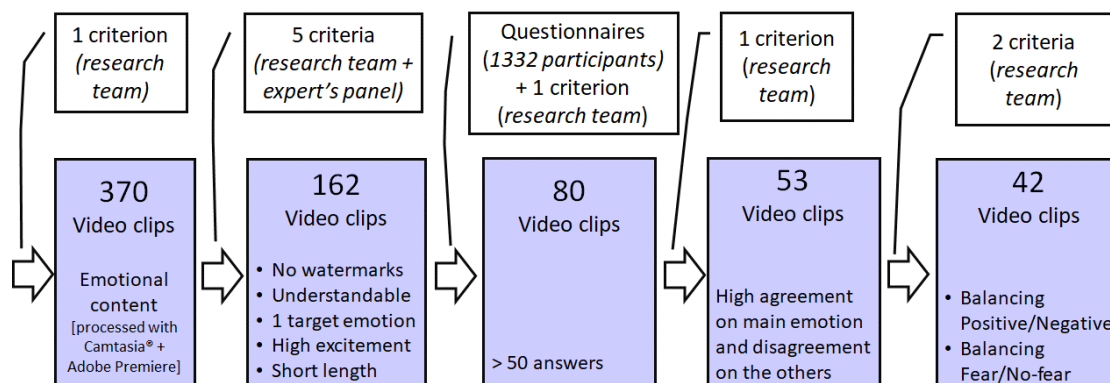 1 criterion
(research
team)
5 criteria
(research team +
expert's panel)
Questionnaires
(1332 participants)
+ 1 criterion
(research team)
1 criterion
(research
team)
2 criteria
(research
team)
370
Video clips
Emotional
content
[processed with
Camtasia® +
Adobe Premiere]
162
Video clips
• No watermarks
• Understandable
• 1 target emotion
• High excitement
• Short length
80
Video clips
> 50 answers
53
Video clips
High agreement
on main emotion
and disagreement
on the others
42
Video clips
• Balancing
Positive/Negative
• Balancing
Fear/No-fear